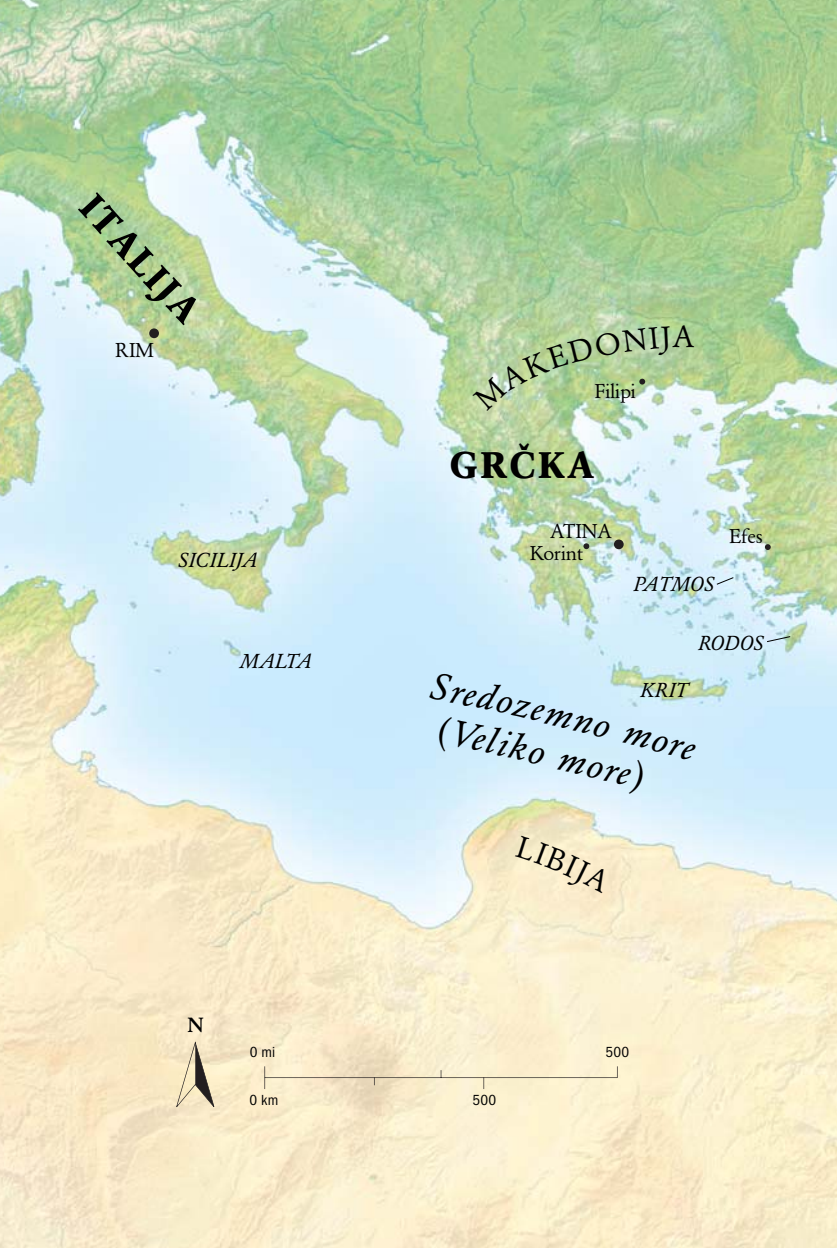 ITALIJA
RIM
MAKEDONIJA
Filipi
GRČKA
ATINA
Korint
Efes
SICILIJA
PATMOS
RODOS
MALTA
KRIT
Sredozemno more
(Veliko more)
LIBIJA
N
0 mi 500
0 km 500